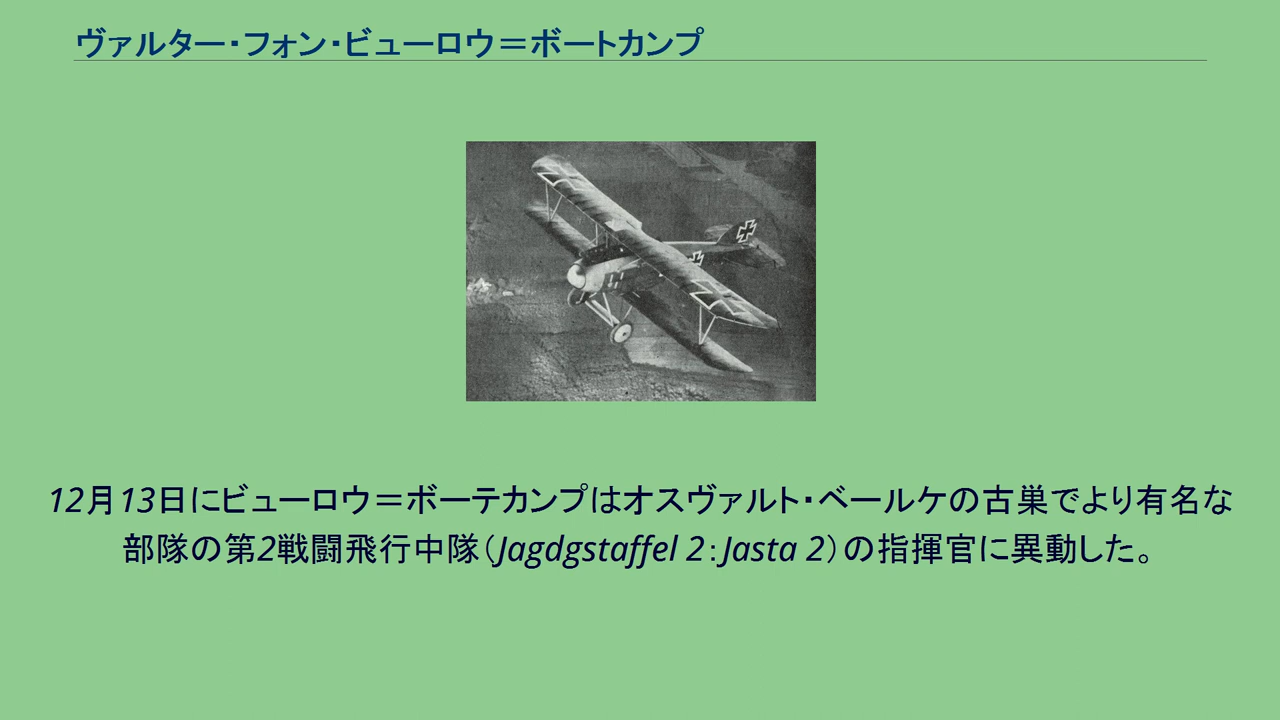 ヴァルター・フォン・ビューロウ＝ボートカンプ
12月13日にビューロウ＝ボーテカンプはオスヴァルト・ベールケの古巣でより有名な
部隊の第2戦闘飛行中隊（Jagdgstaffel 2：Jasta 2）の指揮官に異動した。